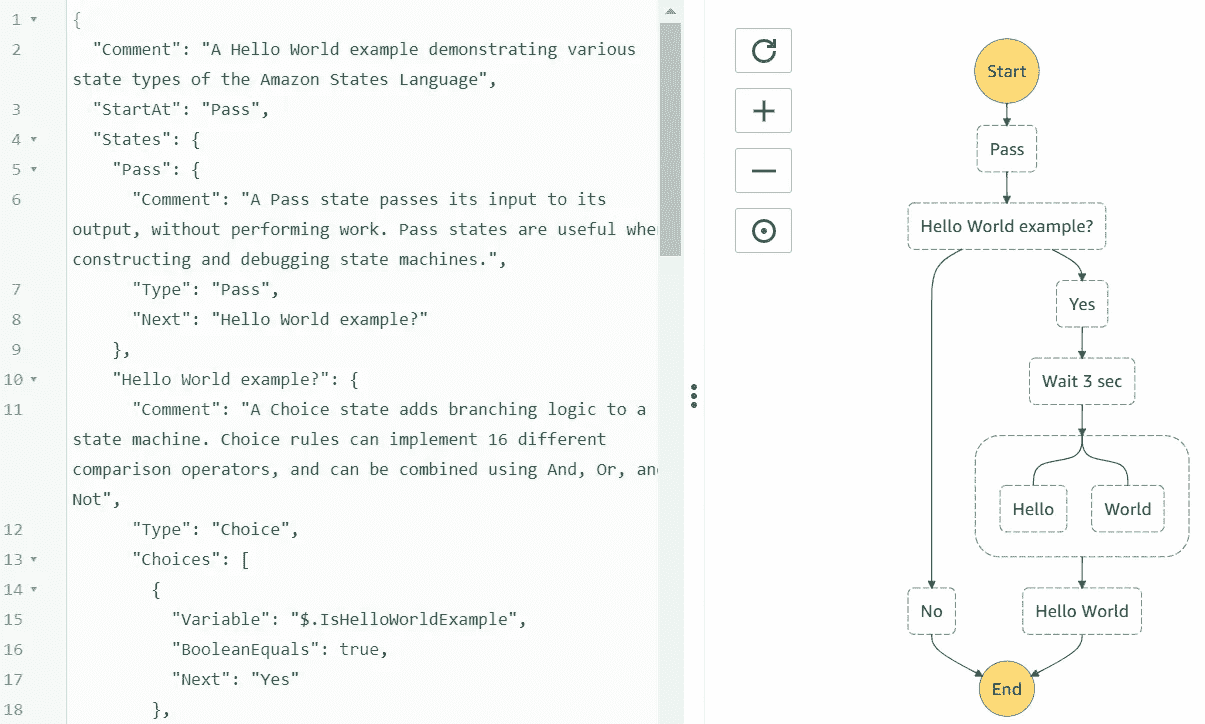 1 {
2 "Comment": "A Hello World example demonstrating various
state types of the Amazon States Language",
3 "StartAt": "Pass",
4 "States": {
5 "Pass": {
6 "Comment": "A Pass state passes its input to its
output, without performing work. Pass states are useful whe
constructing and debugging state machines.",
7 "Type": "Pass",
8 "Next": "Hello World example?"
9 },
10 "Hello World example?": {
11 "Comment": "A Choice state adds branching logic to a
state machine. Choice rules can implement 16 different
comparison operators, and can be combined using And, Or, an
Not",
12 "Type": "Choice",
13 "Choices": [
14 {
15 "Variable": "$.IsHelloWorldExample",
16 "BooleanEquals": true,
17 "Next": "Yes"
18 },
Start
Pass
Hello World example?
Yes
Wait 3 sec
Hello
World
No
Hello World
End